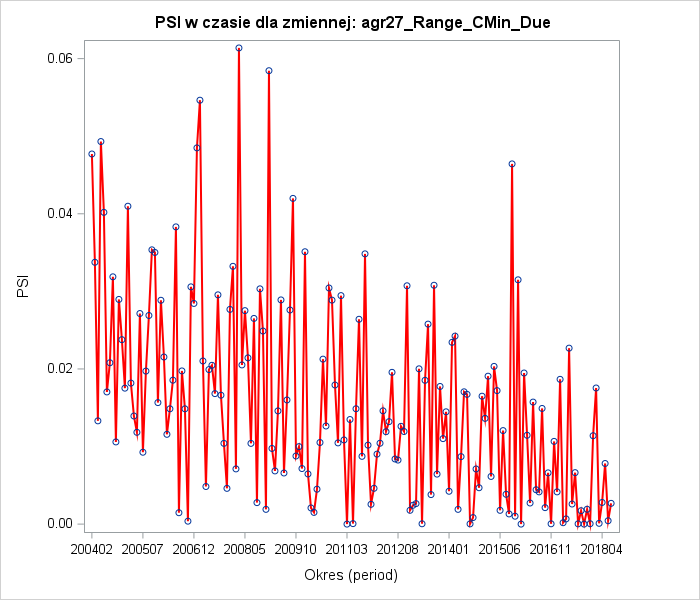 PSI w czasie dla zmiennej: agr27_Range_CMin_Due
0.06
0.04
0.02
0.00
PSI
200402 200507 200612 200805 200910 201103 201208 201401 201506 201611 201804
Okres (period)